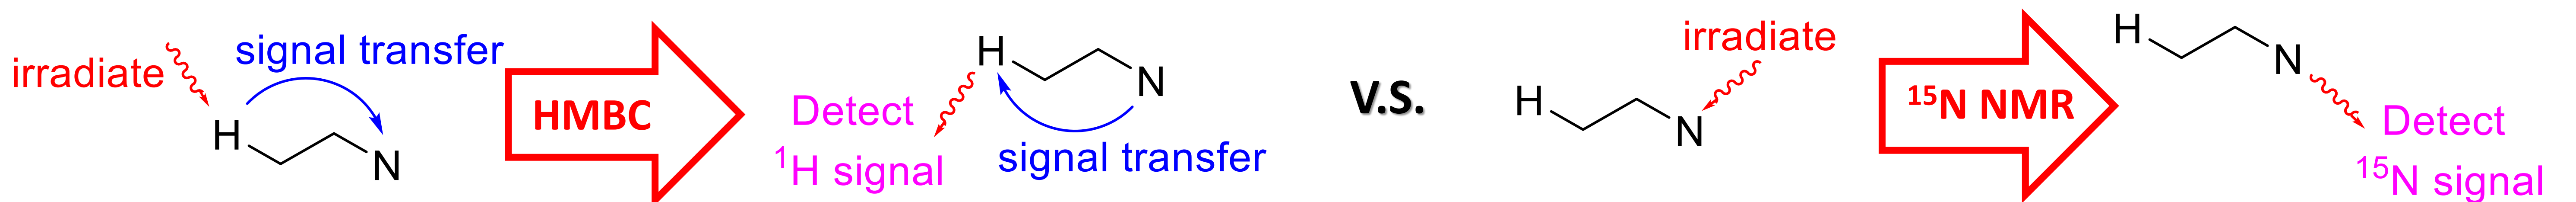 irradiate
signal transfer
H
N
HMBC
H
N
Detect
¹H signal
signal transfer
V.S.
irradiate
H
N
¹⁵N NMR
H
N
Detect
¹⁵N signal